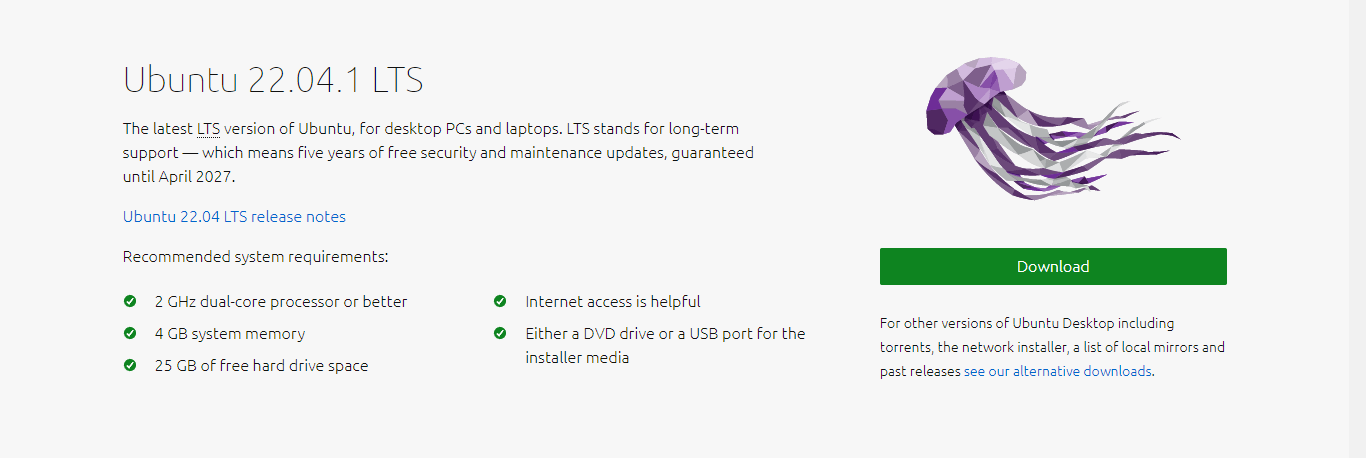 Ubuntu 22.04.1 LTS
The latest LTS version of Ubuntu, for desktop PCs and laptops. LTS stands for long-term
support — which means five years of free security and maintenance updates, guaranteed
until April 2027.
Ubuntu 22.04 LTS release notes
Recommended system requirements:
2 GHz dual-core processor or better
4 GB system memory
25 GB of free hard drive space
Internet access is helpful
Either a DVD drive or a USB port for the
installer media
Download
For other versions of Ubuntu Desktop including
torrents, the network installer, a list of local mirrors and
past releases see our alternative downloads.